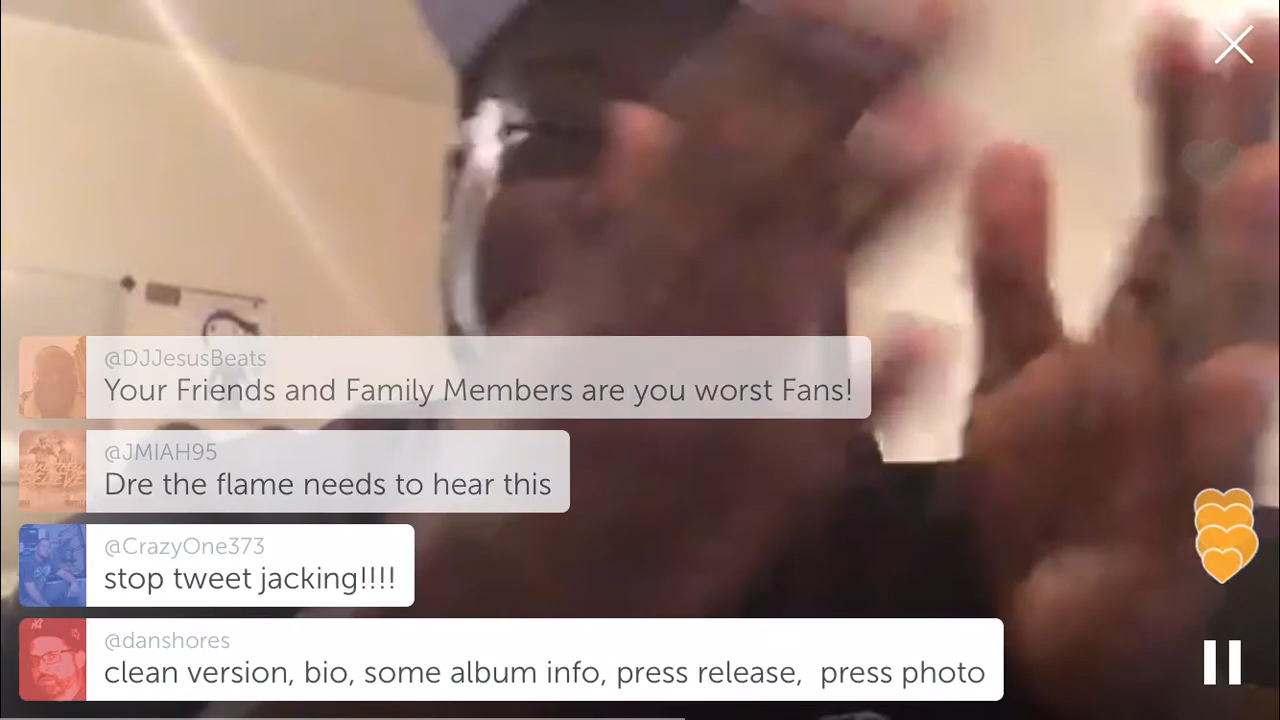 @DJJesusBeats
Your Friends and Family Members are you worst Fans!
@JMIAH95
Dre the flame needs to hear this
@CrazyOne373
stop tweet jacking!!!!
@danshores
clean version, bio, some album info, press release,  press photo